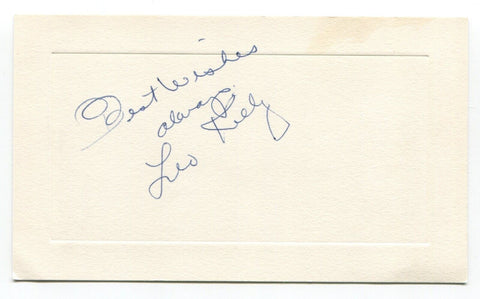 Best Wishes
always
Leo Kiely